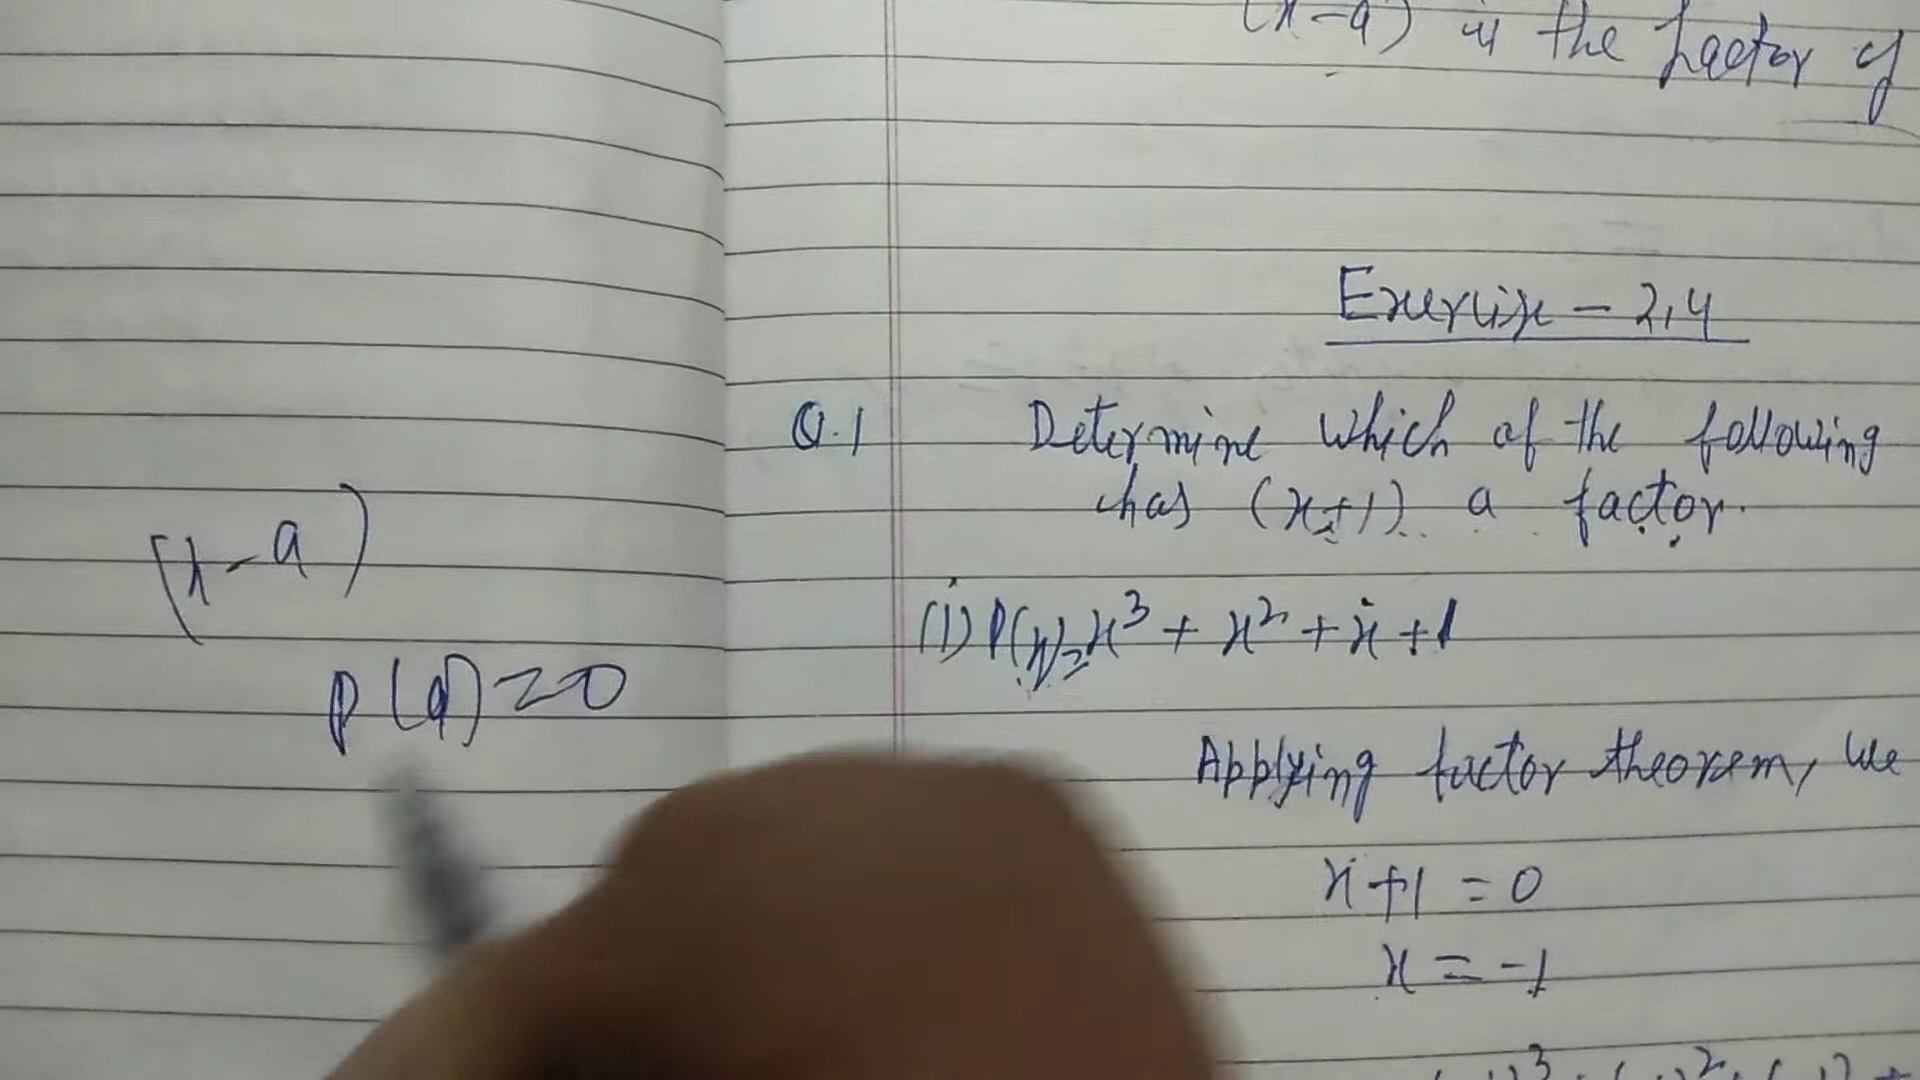 (x-a) is the factor of
Exercise - 2.4
Q.1 Determine which of the following
has (x+1) a factor.
(x-a)
(i) P(x)=x³ + x² + x + 1
p(a)=0
Applying factor theorem, we
x+1 = 0
x = -1